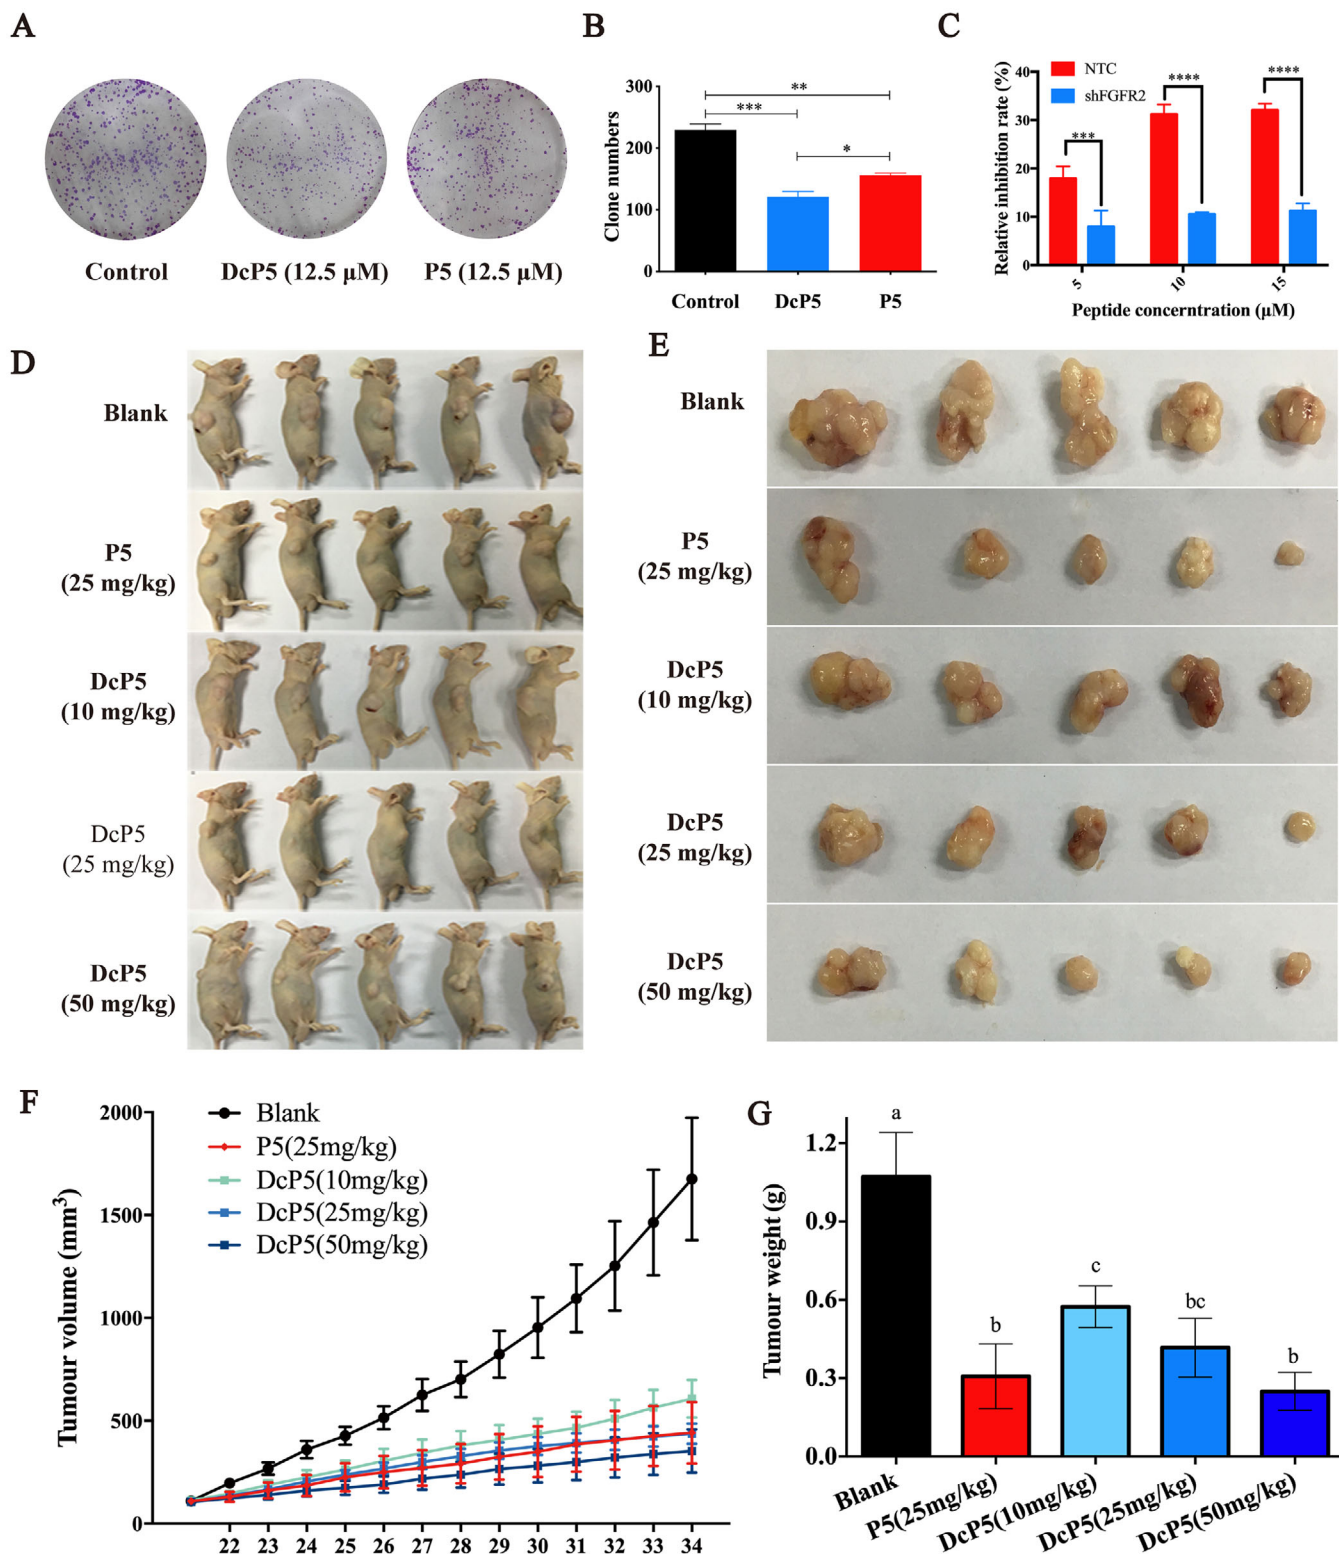 A
Control
DcP5 (12.5 μM)
P5 (12.5 μM)
B
Clone numbers
300
200
100
0
**
***
*
Control
DcP5
P5
C
Relative inhibition rate (%)
40
30
20
10
0
NTC
shFGFR2
***
****
****
5
10
15
Peptide concerntration (μM)
D
Blank
P5
(25 mg/kg)
DcP5
(10 mg/kg)
DcP5
(25 mg/kg)
DcP5
(50 mg/kg)
E
Blank
P5
(25 mg/kg)
DcP5
(10 mg/kg)
DcP5
(25 mg/kg)
DcP5
(50 mg/kg)
F
Tumour volume (mm³)
2000
1500
1000
500
0
Blank
P5(25mg/kg)
DcP5(10mg/kg)
DcP5(25mg/kg)
DcP5(50mg/kg)
22 23 24 25 26 27 28 29 30 31 32 33 34
G
Tumour weight (g)
1.2
0.9
0.6
0.3
0.0
a
b
c
bc
b
Blank
P5(25mg/kg)
DcP5(10mg/kg)
DcP5(25mg/kg)
DcP5(50mg/kg)